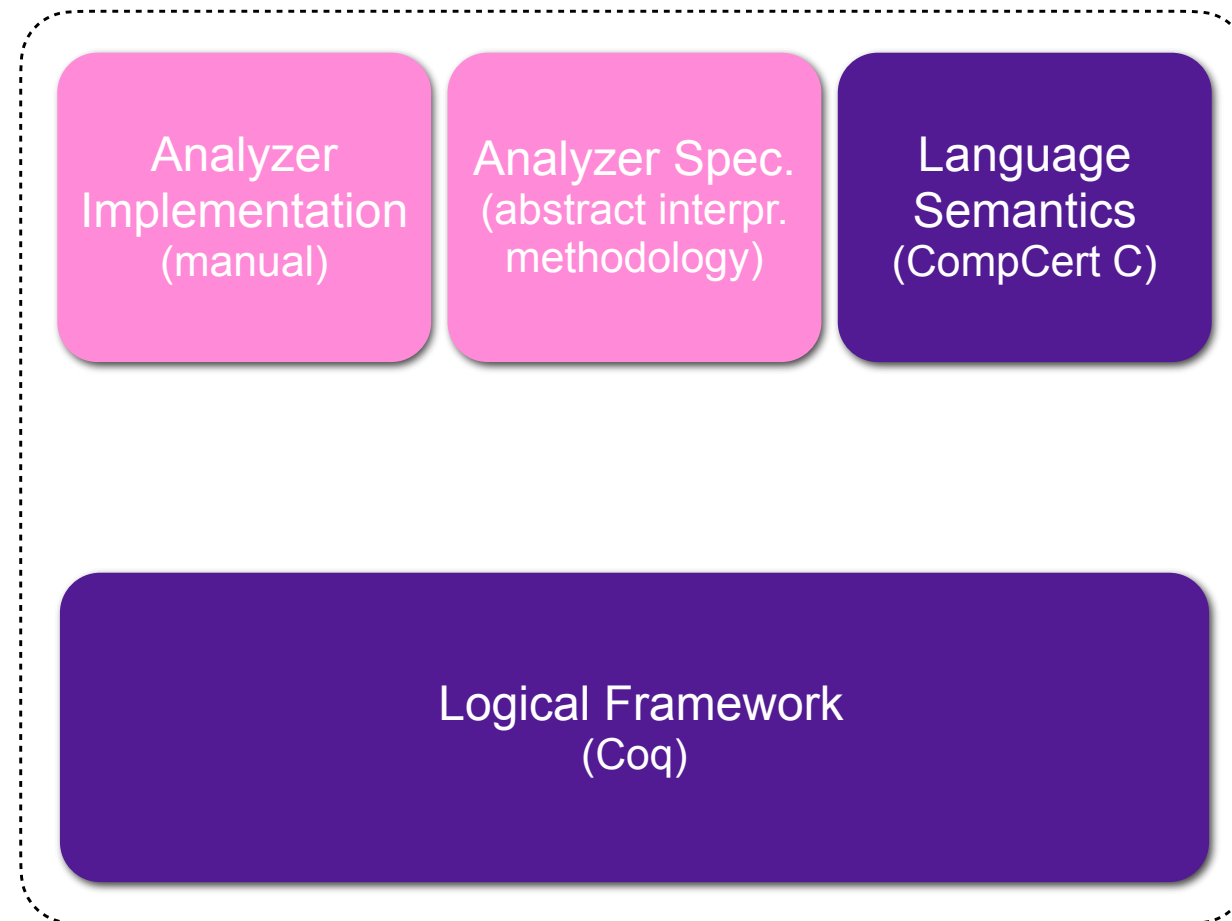 Analyzer
Implementation
(manual)
Analyzer Spec.
(abstract interpr.
methodology)
Language
Semantics
(CompCert C)
Logical Framework
(Coq)